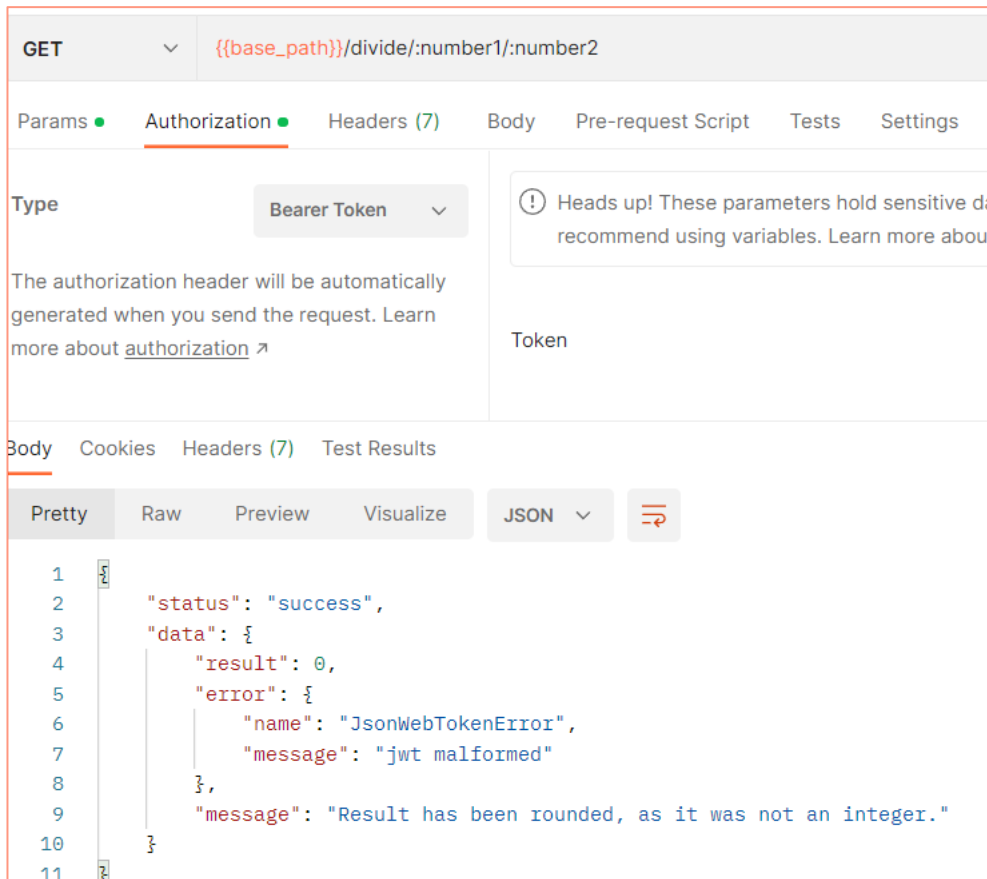 GET {{base_path}}/divide/:number1/:number2
Params Authorization Headers (7) Body Pre-request Script Tests Settings
Type Bearer Token
The authorization header will be automatically
generated when you send the request. Learn
more about authorization ↗
Heads up! These parameters hold sensitive
recommend using variables. Learn more
Token
Body Cookies Headers (7) Test Results
Pretty Raw Preview Visualize JSON
1 {
2 "status": "success",
3 "data": {
4 "result": 0,
5 "error": {
6 "name": "JsonWebTokenError",
7 "message": "jwt malformed"
8 },
9 "message": "Result has been rounded, as it was not an integer."
10 }
11 }